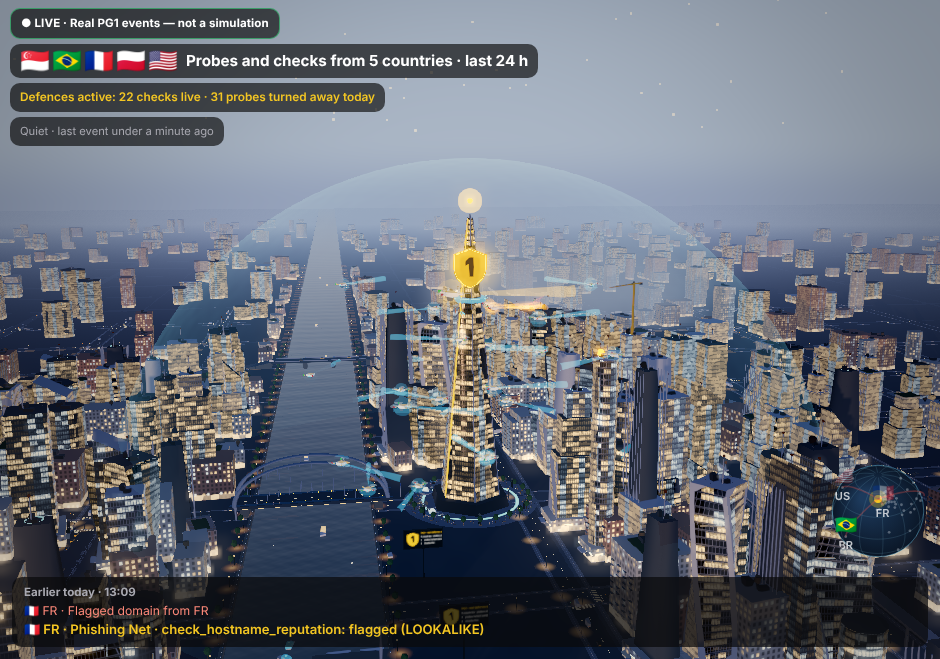 LIVE · Real PG1 events — not a simulation
Probes and checks from 5 countries · last 24 h
Defences active: 22 checks live · 31 probes turned away today
Quiet · last event under a minute ago
1
US
FR
BR
1
Earlier today · 13:09
FR · Flagged domain from FR
FR · Phishing Net · check_hostname_reputation: flagged (LOOKALIKE)